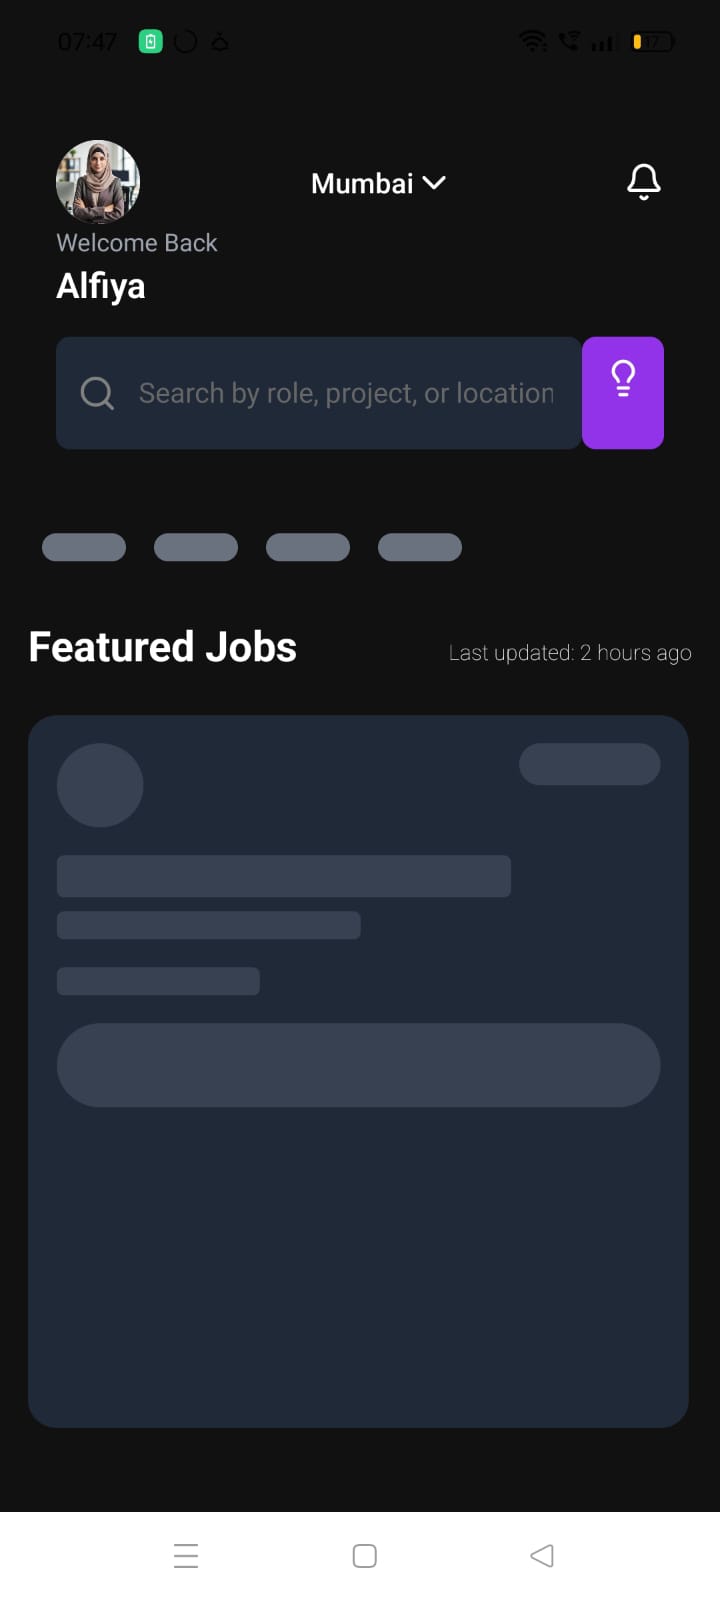 07:47
17
Mumbai
Welcome Back
Alfiya
Search by role, project, or location
Featured Jobs
Last updated: 2 hours ago